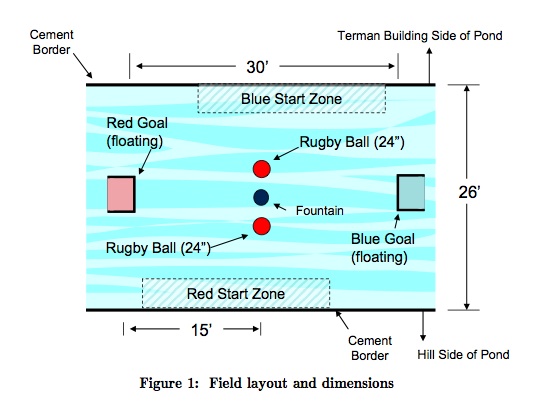 Cement
Border
Terman Building Side of Pond
30’
Blue Start Zone
Red Goal
(floating)
Rugby Ball (24”)
26’
Fountain
Rugby Ball (24”)
Blue Goal
(floating)
Red Start Zone
15’
Cement
Border
Hill Side of Pond
Figure 1: Field layout and dimensions